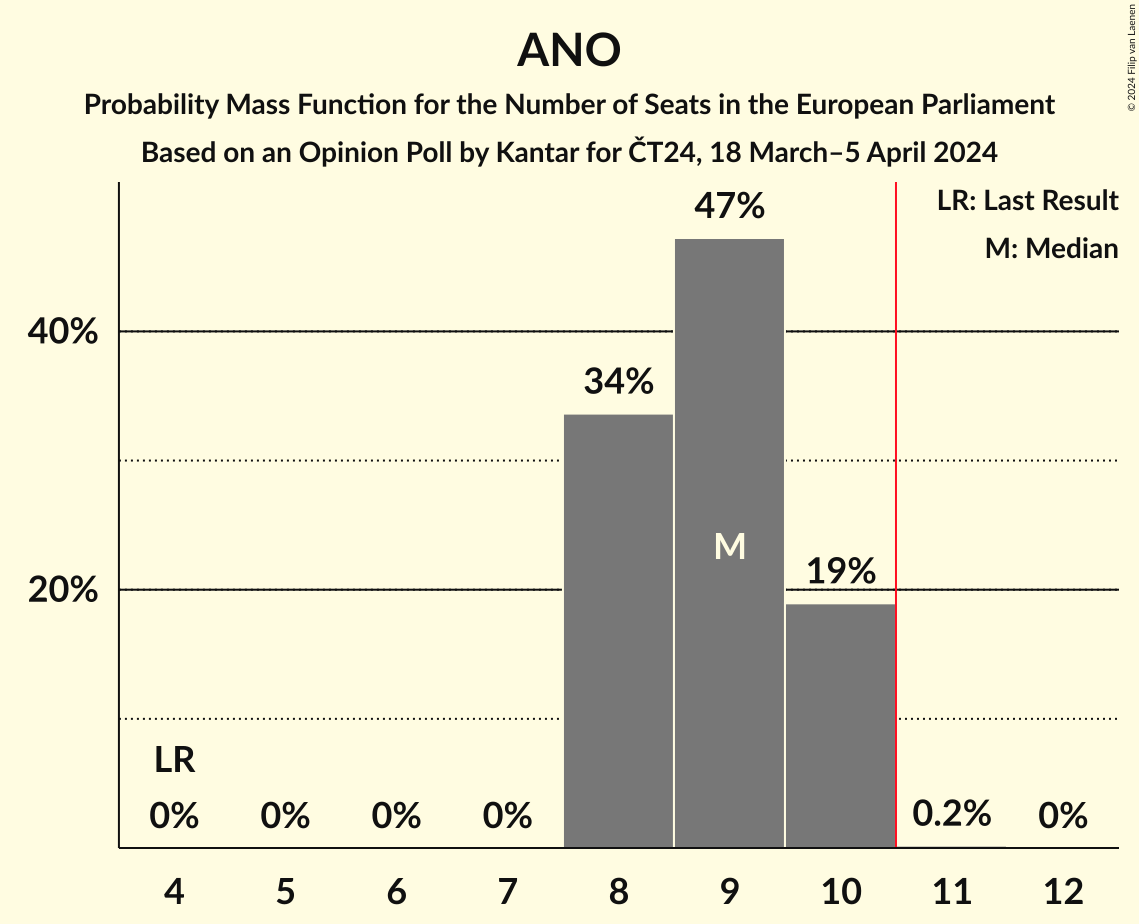 ANO
Probability Mass Function for the Number of Seats in the European Parliament
Based on an Opinion Poll by Kantar for ČT24, 18 March–5 April 2024
© 2024 Filip van Laenen
LR: Last Result
M: Median
47%
40%
34%
M
19%
20%
LR
0% 0% 0% 0% 0.2% 0%
4 5 6 7 8 9 10 11 12